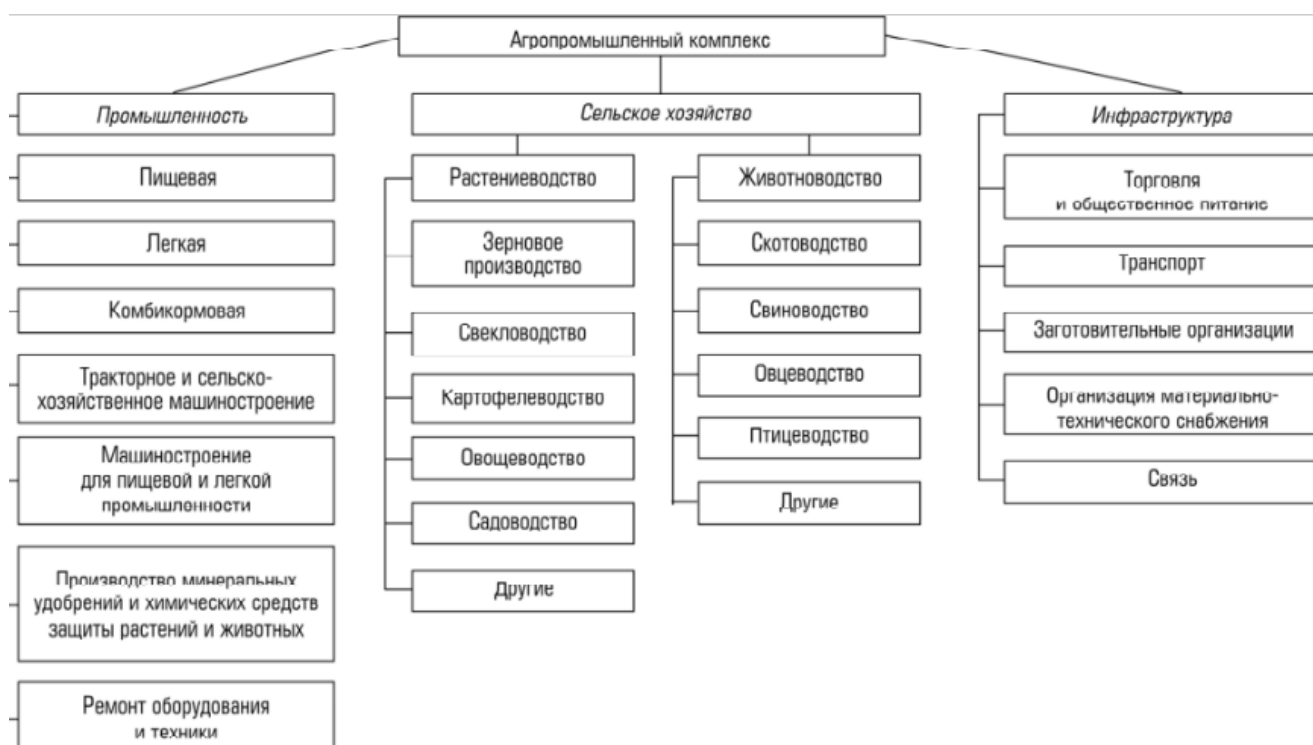 Агропромышленный комплекс
Промышленность
Пищевая
Легкая
Комбикормовая
Тракторное и сельско-
хозяйственное машиностроение
Машиностроение
для пищевой и легкой
промышленности
Производство минеральных
удобрений и химических средств
защиты растений и животных
Ремонт оборудования
и техники
Сельское хозяйство
Растениеводство
Зерновое
производство
Свекловодство
Картофелеводство
Овощеводство
Садоводство
Другие
Животноводство
Скотоводство
Свиноводство
Овцеводство
Птицеводство
Другие
Инфраструктура
Торговля
и общественное питание
Транспорт
Заготовительные организации
Организация материально-
технического снабжения
Связь